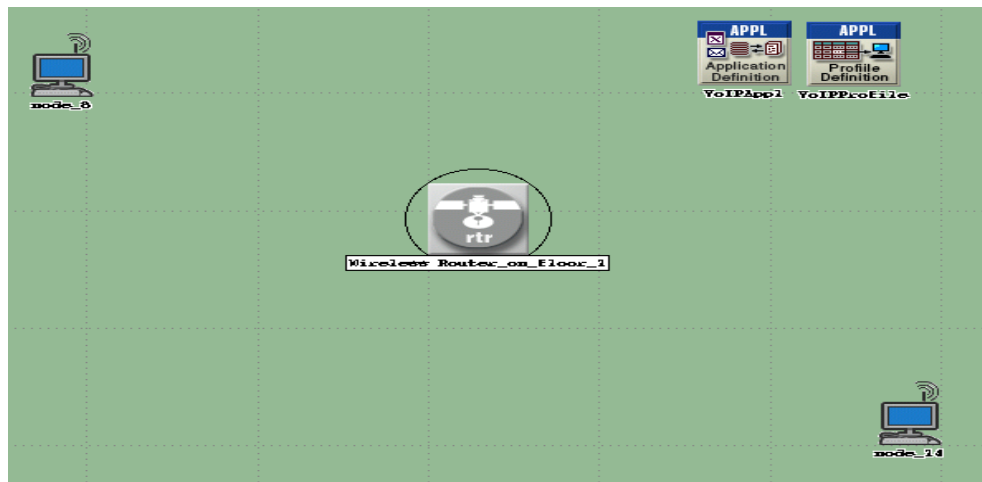 APPL
Application
Definition
VoIPAppl
APPL
Profile
Definition
VoIPProfile
node_8
rtr
Wireless Router_on_Floor_1
node_14